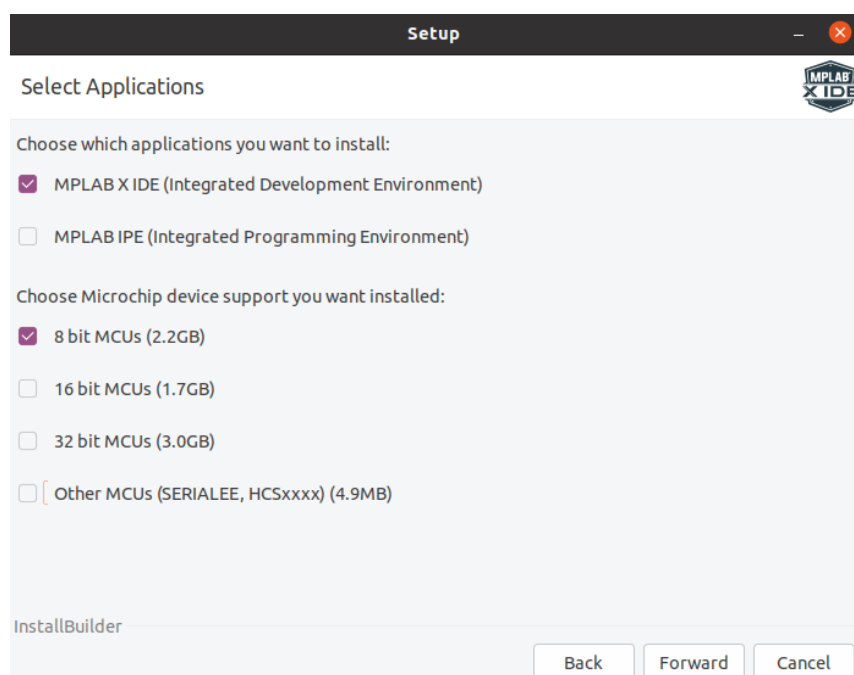 Setup
Select Applications
MPLAB
X IDE
Choose which applications you want to install:
MPLAB X IDE (Integrated Development Environment)
MPLAB IPE (Integrated Programming Environment)
Choose Microchip device support you want installed:
8 bit MCUs (2.2GB)
16 bit MCUs (1.7GB)
32 bit MCUs (3.0GB)
Other MCUs (SERIALEE, HCSxxxx) (4.9MB)
InstallBuilder
Back Forward Cancel